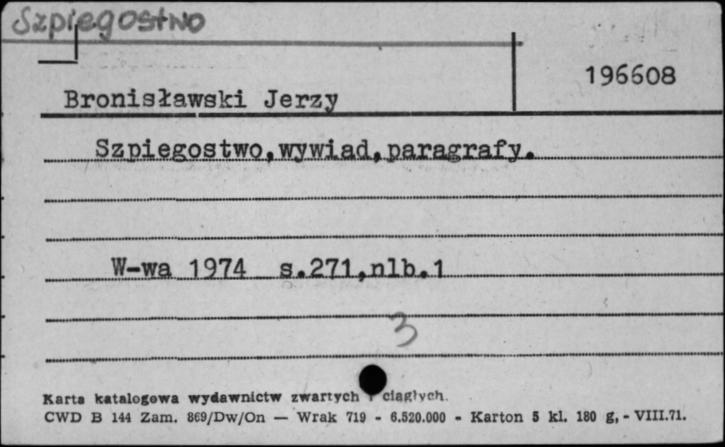 Szpiegostwo
196608
Bronisławski Jerzy
Szpiegostwo,wywiad,paragrafy.
W-wa 1974 s.271,nlb.1
3
Karta katalogowa wydawnictw zwartych i ciągłych.
CWD B 144 Zam. 869/Dw/On — Wrak 719 - 6.520.000 - Karton 5 kl. 180 g, - VIII.71.